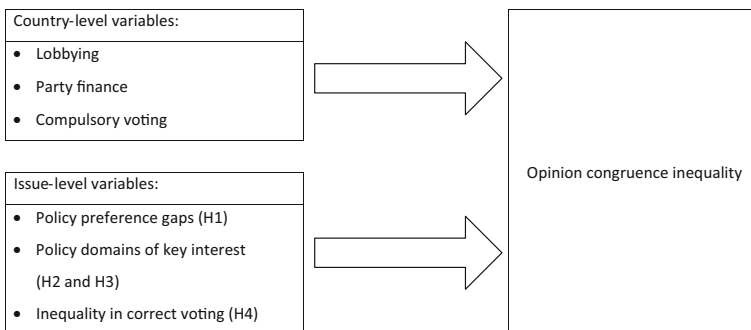 Country-level variables:
• Lobbying
• Party finance
• Compulsory voting
Issue-level variables:
• Policy preference gaps (H1)
• Policy domains of key interest
(H2 and H3)
• Inequality in correct voting (H4)
Opinion congruence inequality